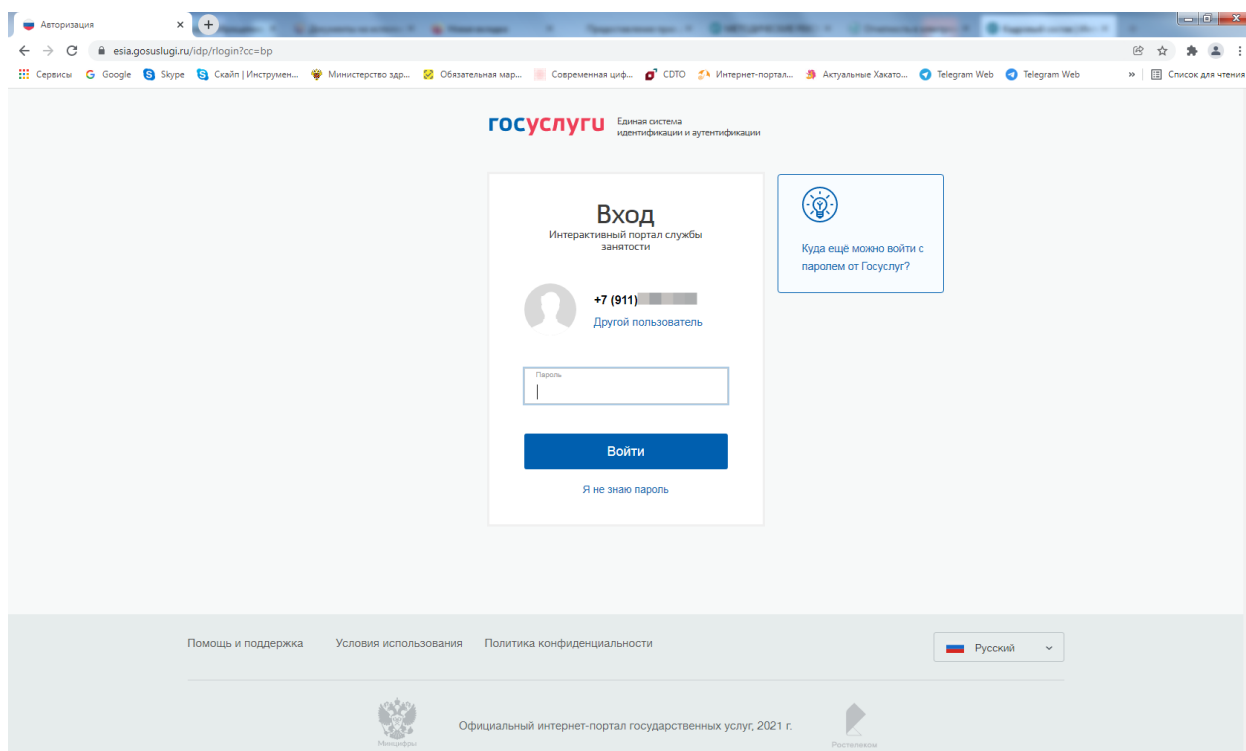 Авторизация
esia.gosuslugi.ru/idp/rlogin?cc=bp
Сервисы Google Skype Скайп | Инструмен... Министерство здр... Обязательная мар... Современная циф... CDTO Интернет-портал... Актуальные Хакато... Telegram Web Telegram Web » Список для чтения
госуслуги
Единая система
идентификации и аутентификации
Вход
Интерактивный портал службы
занятости
+7 (911)
Другой пользователь
Пароль
Войти
Я не знаю пароль
Куда ещё можно войти с
паролем от Госуслуг?
Помощь и поддержка Условия использования Политика конфиденциальности Русский
Официальный интернет-портал государственных услуг, 2021 г.
Минцифры
Ростелеком